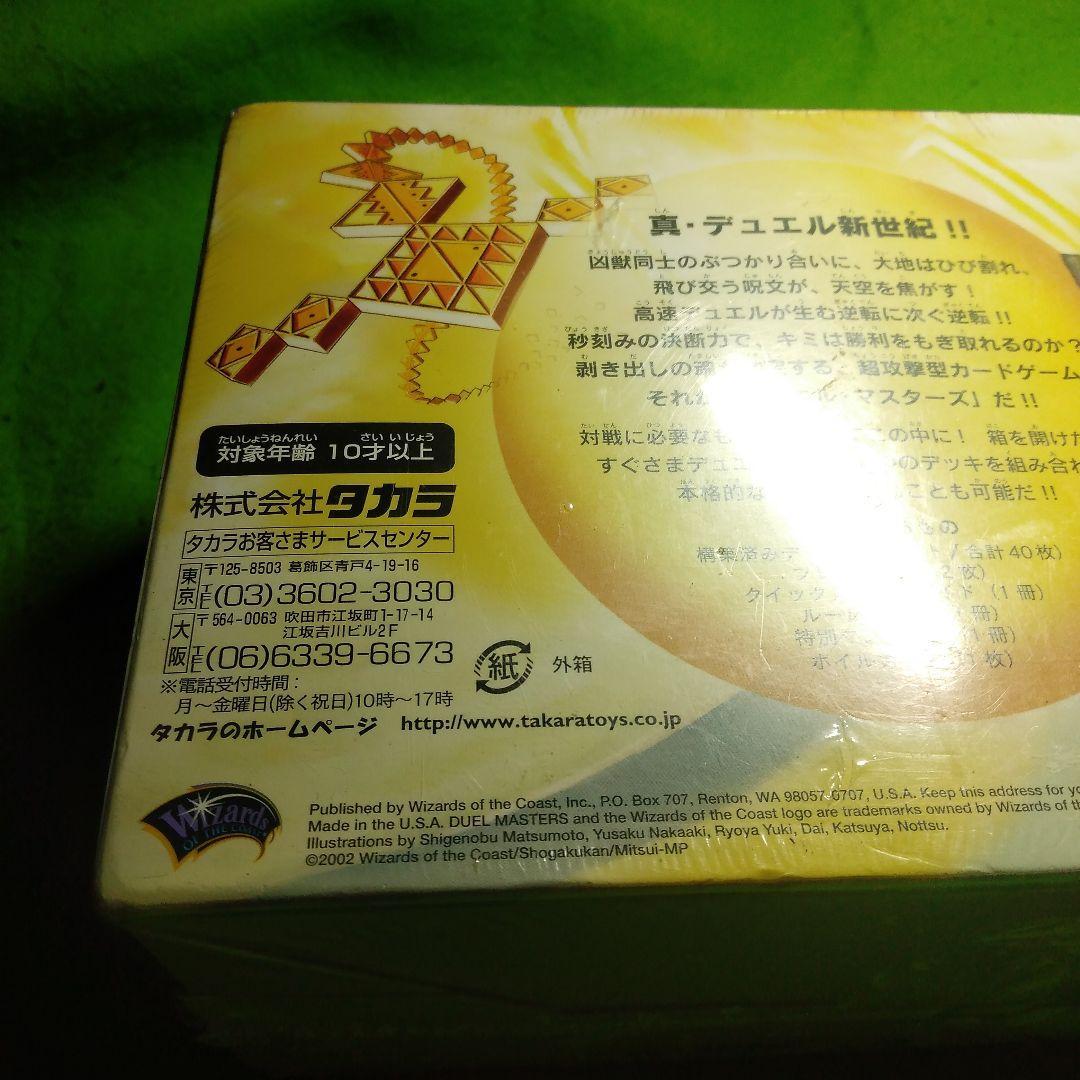 真・デュエル新世紀!!
凶獣同士のぶつかり合いに、大地はひび割れ、
飛び交う呪文が、天空を焦がす!
高速デュエルが生む逆転に次ぐ逆転!!
秒刻みの決断力で、キミは勝利をもぎ取れるのか?
剥き出しの する、超攻撃型カードゲーム
それ ル・マスターズ」だ!!
対戦に必要なも この中に! 箱を開けた
すぐさまデュエ のデッキを組み合わ
本格的な ことも可能だ!!
構築済みデ /合計40枚)
クイック ド(1冊)
ルー 冊)
特別 1冊)
ホイル 1枚)
たいしょうねんれい さいいじょう
対象年齢 10才以上
株式会社タカラ
タカラお客さまサービスセンター
東京 〒125-8503 葛飾区青戸4-19-16
TEL(03)3602-3030
大阪 〒564-0063 吹田市江坂町1-17-14
江坂吉川ビル2F
TEL(06)6339-6673
※電話受付時間:
月〜金曜日(除く祝日)10時〜17時
タカラのホームページ http://www.takaratoys.co.jp
紙 外箱
Wizards OF THE COAST
Published by Wizards of the Coast, Inc., P.O. Box 707, Renton, WA 98057-0707, U.S.A. Keep this address for yo
Made in the U.S.A. DUEL MASTERS and the Wizards of the Coast logo are trademarks owned by Wizards of th
Illustrations by Shigenobu Matsumoto, Yusaku Nakaaki, Ryoya Yuki, Dai, Katsuya, Nottsu.
©2002 Wizards of the Coast/Shogakukan/Mitsui-MP